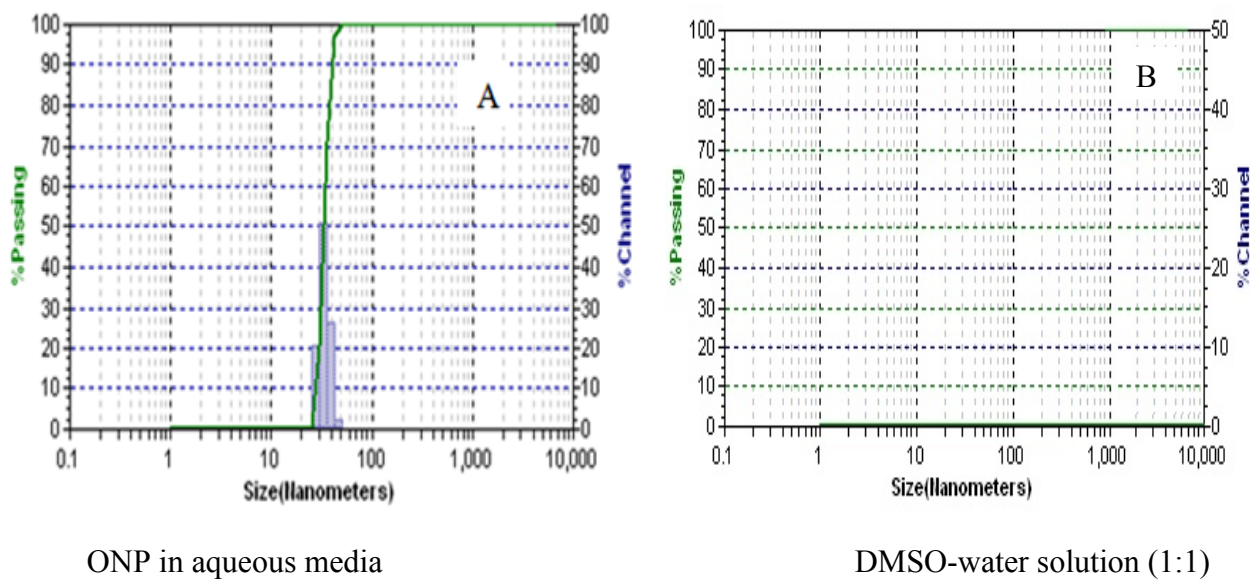 100 100 100 50
90 90 90
80 A 80 80 B 40
70 70 70
60 60 60 30
50 50 50
40 40 40 20
30 30 30
20 20 20 10
10 10 10
0 0 0 0
%Passing %Channel %Passing %Channel
0.1 1 10 100 1,000 10,000 0.1 1 10 100 1,000 10,000
Size(Nanometers) Size(Nanometers)
ONP in aqueous media DMSO-water solution (1:1)